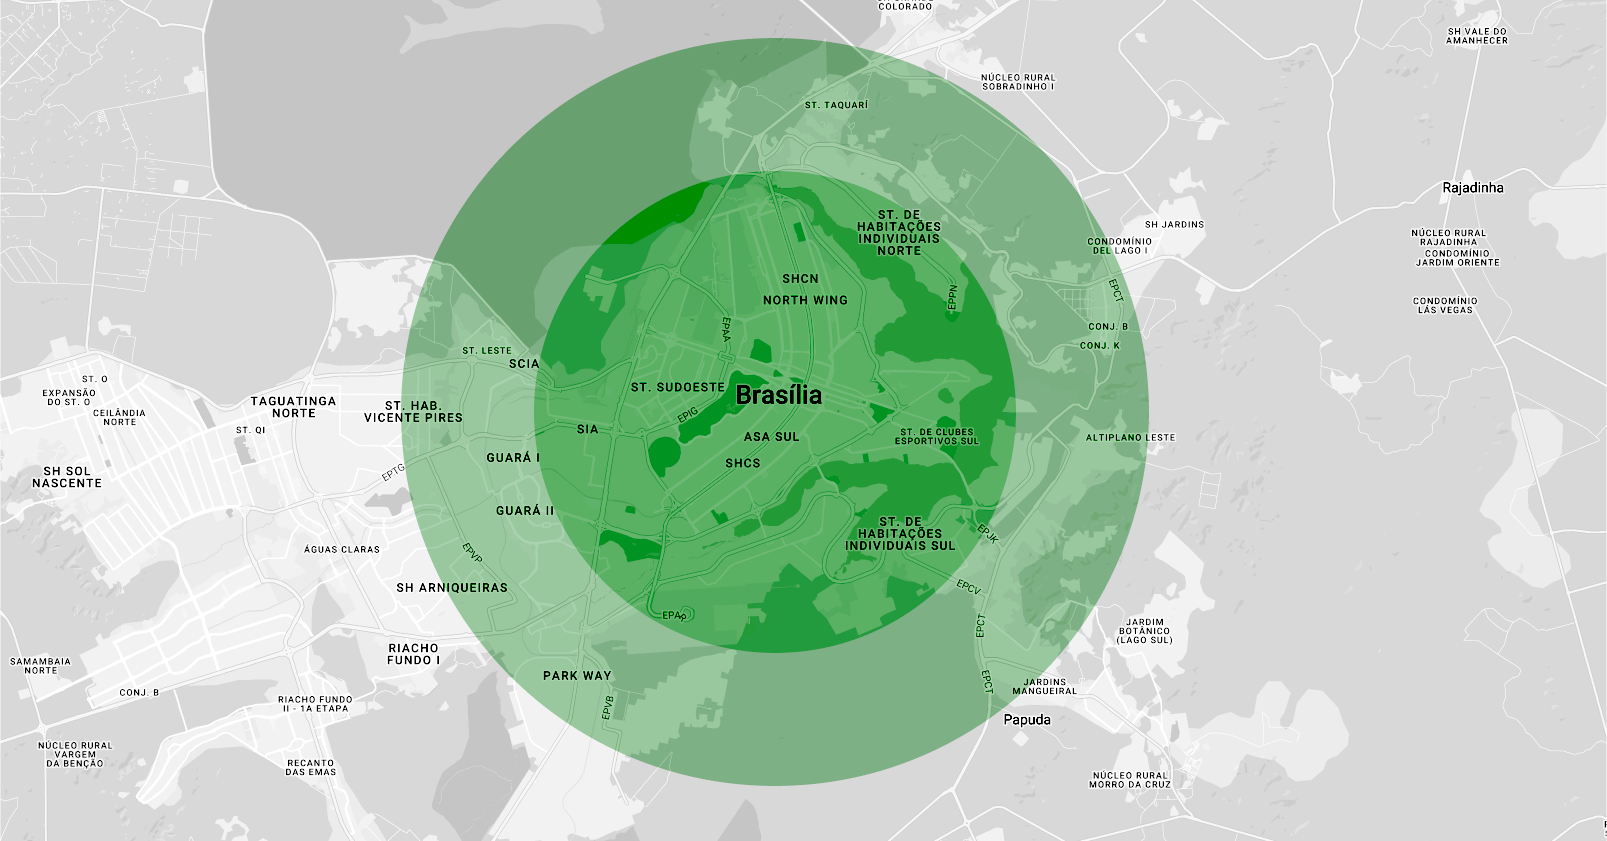 COLORADO
SH VALE DO
AMANHECER
NÚCLEO RURAL
SOBRADINHO I
ST. TAQUARÍ
Rajadinha
ST. DE
HABITAÇÕES
INDIVIDUAIS
NORTE
SH JARDINS
CONDOMÍNIO
DEL LAGO I
NÚCLEO RURAL
RAJADINHA
CONDOMÍNIO
JARDIM ORIENTE
SHCN
NORTH WING
EPPN
EPCT
CONDOMÍNIO
LAS VEGAS
EPAA
CONJ. B
CONJ. K
ST. LESTE
SCIA
ST. O
EXPANSÃO
DO ST. O
CEILÂNDIA
NORTE
TAGUATINGA
NORTE
ST. HAB.
VICENTE PIRES
ST. SUDOESTE
Brasília
EPIG
ST. QI
SIA
ASA SUL
ST. DE CLUBES
ESPORTIVOS SUL
ALTIPLANO LESTE
GUARÁ I
SHCS
EPTG
SH SOL
NASCENTE
GUARÁ II
ST. DE
HABITAÇÕES
INDIVIDUAIS SUL
EPJK
ÁGUAS CLARAS
EPVP
SH ARNIQUEIRAS
EPCV
EPAR
EPCT
JARDIM
BOTÂNICO
(LAGO SUL)
RIACHO
FUNDO I
SAMAMBAIA
NORTE
PARK WAY
EPCT
JARDINS
MANGUEIRAL
CONJ. B
RIACHO FUNDO
II - 1A ETAPA
EPVB
Papuda
NÚCLEO RURAL
VARGEM
DA BENÇÃO
RECANTO
DAS EMAS
NÚCLEO RURAL
MORRO DA CRUZ